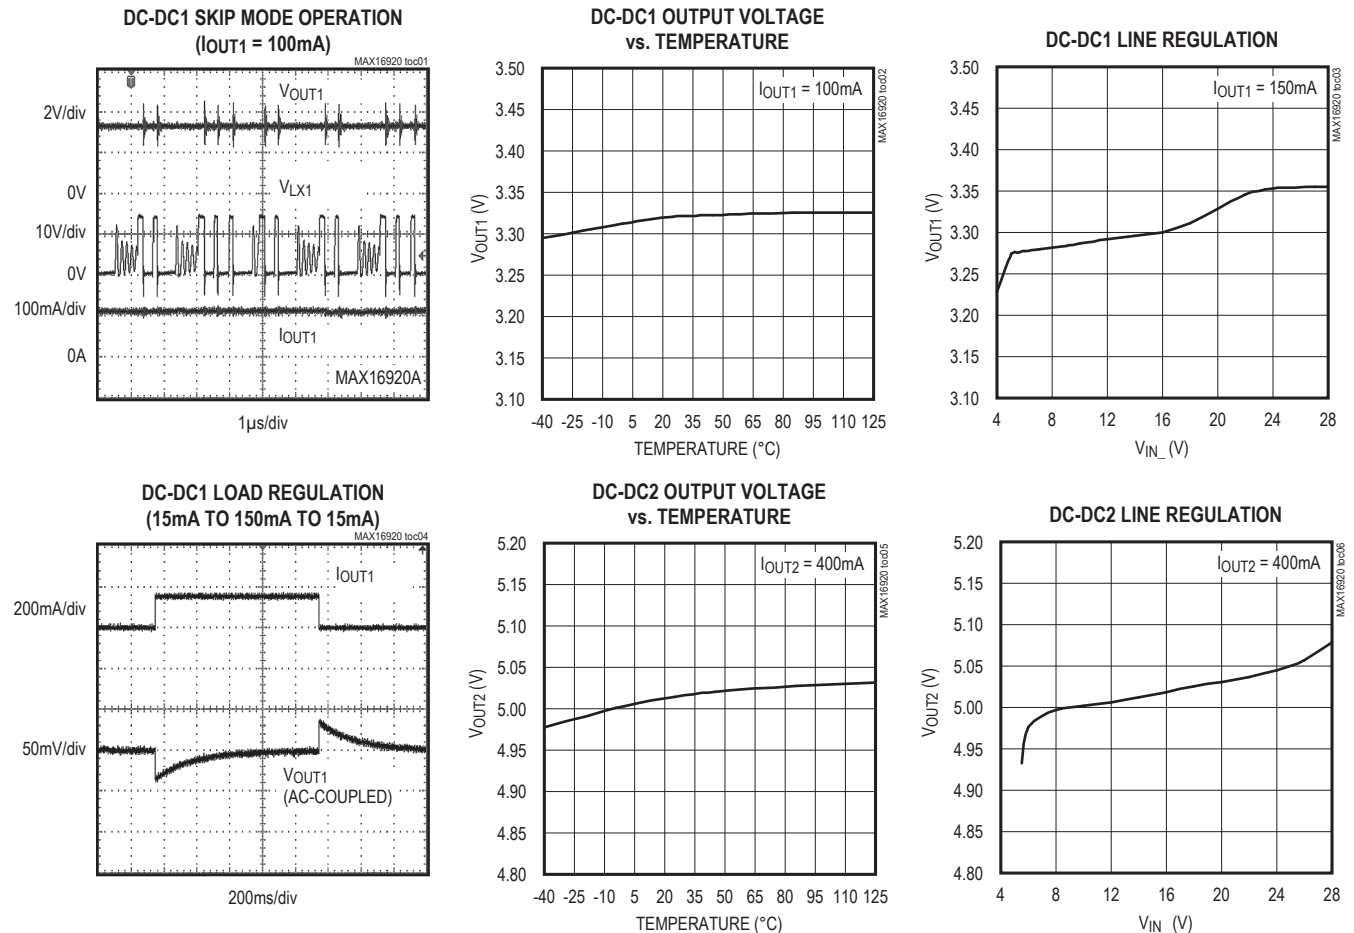 DC-DC1 SKIP MODE OPERATION
(IOUT1 = 100mA)
MAX16920 toc01
VOUT1
2V/div
0V
VLX1
10V/div
0V
100mA/div
IOUT1
0A
MAX16920A
1µs/div
DC-DC1 OUTPUT VOLTAGE
vs. TEMPERATURE
MAX16920 toc02
IOUT1 = 100mA
VOUT1 (V)
3.50
3.45
3.40
3.35
3.30
3.25
3.20
3.15
3.10
-40 -25 -10 5 20 35 50 65 80 95 110 125
TEMPERATURE (°C)
DC-DC1 LINE REGULATION
MAX16920 toc03
IOUT1 = 150mA
VOUT1 (V)
3.50
3.45
3.40
3.35
3.30
3.25
3.20
3.15
3.10
4 8 12 16 20 24 28
VIN_ (V)
DC-DC1 LOAD REGULATION
(15mA TO 150mA TO 15mA)
MAX16920 toc04
IOUT1
200mA/div
50mV/div
VOUT1
(AC-COUPLED)
200ms/div
DC-DC2 OUTPUT VOLTAGE
vs. TEMPERATURE
MAX16920 toc05
IOUT2 = 400mA
VOUT2 (V)
5.20
5.15
5.10
5.05
5.00
4.95
4.90
4.85
4.80
-40 -25 -10 5 20 35 50 65 80 95 110 125
TEMPERATURE (°C)
DC-DC2 LINE REGULATION
MAX16920 toc06
IOUT2 = 400mA
VOUT2 (V)
5.20
5.15
5.10
5.05
5.00
4.95
4.90
4.85
4.80
4 8 12 16 20 24 28
VIN_ (V)